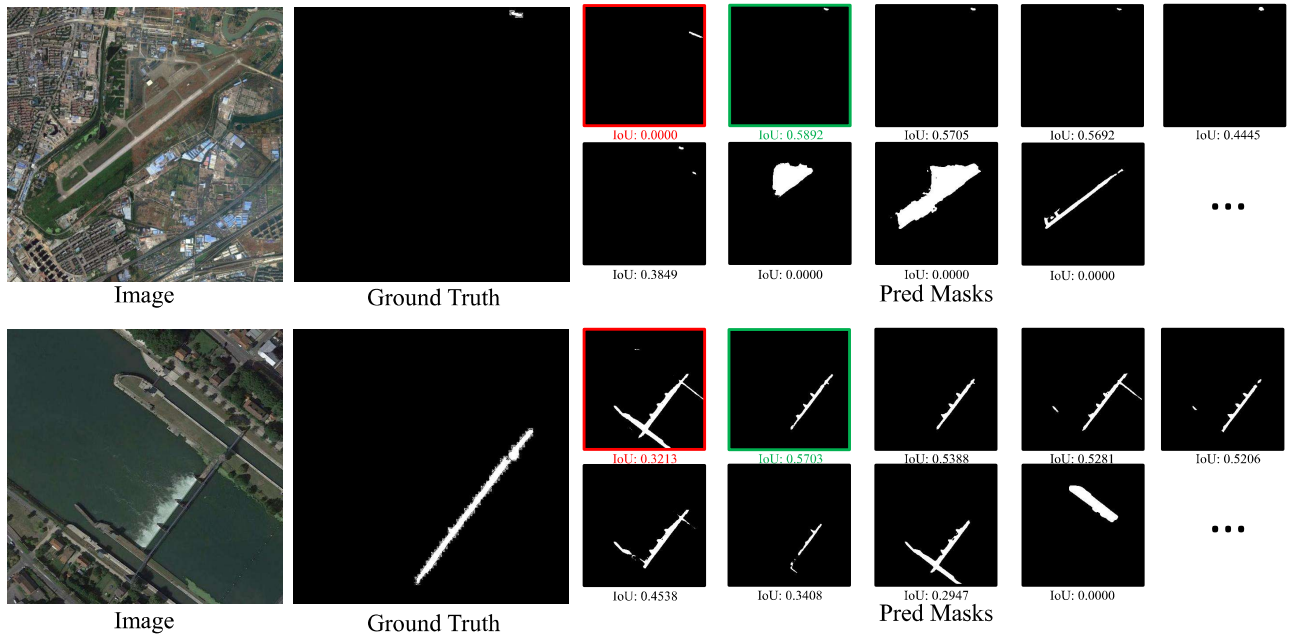 IoU: 0.0000
IoU: 0.5892
IoU: 0.5705
IoU: 0.5692
IoU: 0.4445
IoU: 0.3849
IoU: 0.0000
IoU: 0.0000
IoU: 0.0000
...
Image
Ground Truth
Pred Masks
IoU: 0.3213
IoU: 0.5703
IoU: 0.5388
IoU: 0.5281
IoU: 0.5206
IoU: 0.4538
IoU: 0.3408
IoU: 0.2947
IoU: 0.0000
...
Image
Ground Truth
Pred Masks